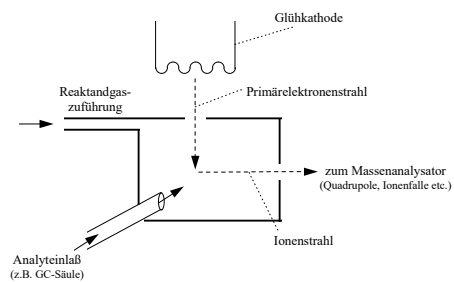 Glühkathode
Reaktandgas-
zuführung
Primärelektronenstrahl
zum Massenanalysator
(Quadrupole, Ionenfalle etc.)
Ionenstrahl
Analyteinlaß
(z.B. GC-Säule)